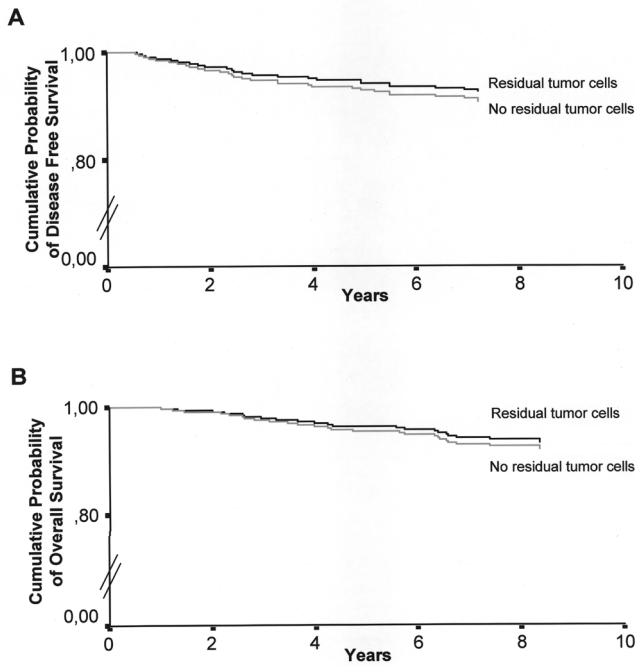 A
1,00
,80
0,00
Cumulative Probability
of Disease Free Survival
Residual tumor cells
No residual tumor cells
0 2 4 6 8 10
Years
B
1,00
,80
0,00
Cumulative Probability
of Overall Survival
Residual tumor cells
No residual tumor cells
0 2 4 6 8 10
Years